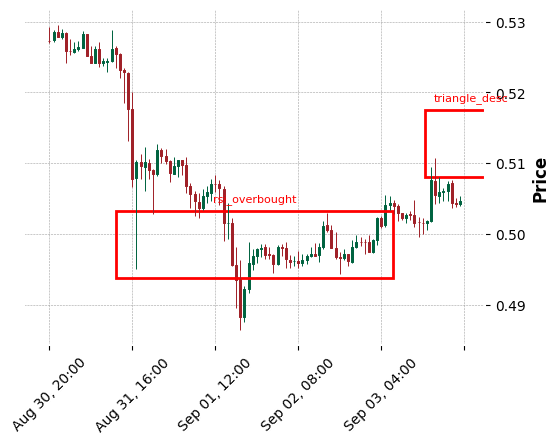 0.53
triangle_desc
0.52
0.51
Price
rsi_overbought
0.50
0.49
Aug 30, 20:00
Aug 31, 16:00
Sep 01, 12:00
Sep 02, 08:00
Sep 03, 04:00